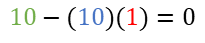 10 − (10)(1) = 0